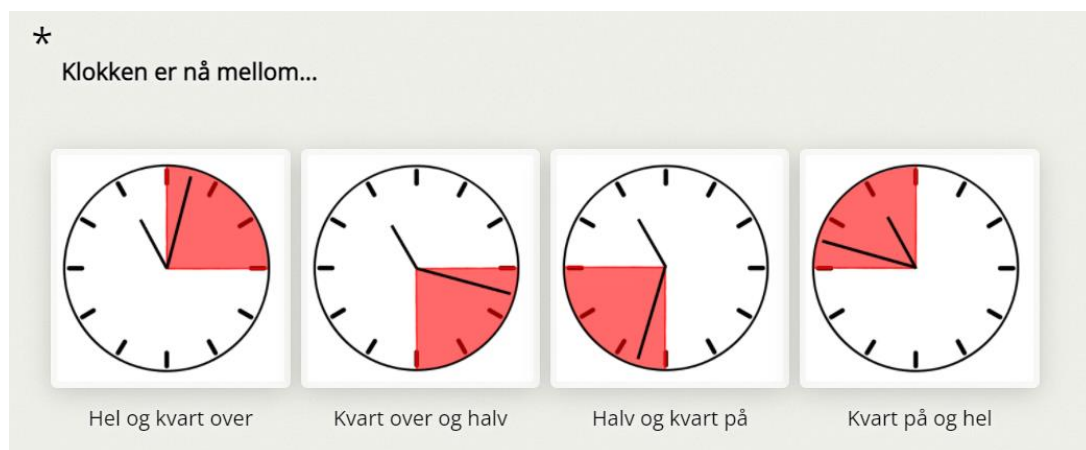 *
Klokken er nå mellom...
Hel og kvart over
Kvart over og halv
Halv og kvart på
Kvart på og hel